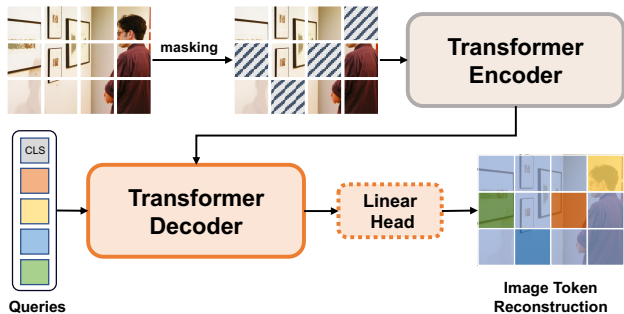 masking
Transformer
Encoder
CLS
Transformer
Decoder
Linear
Head
Queries
Image Token
Reconstruction